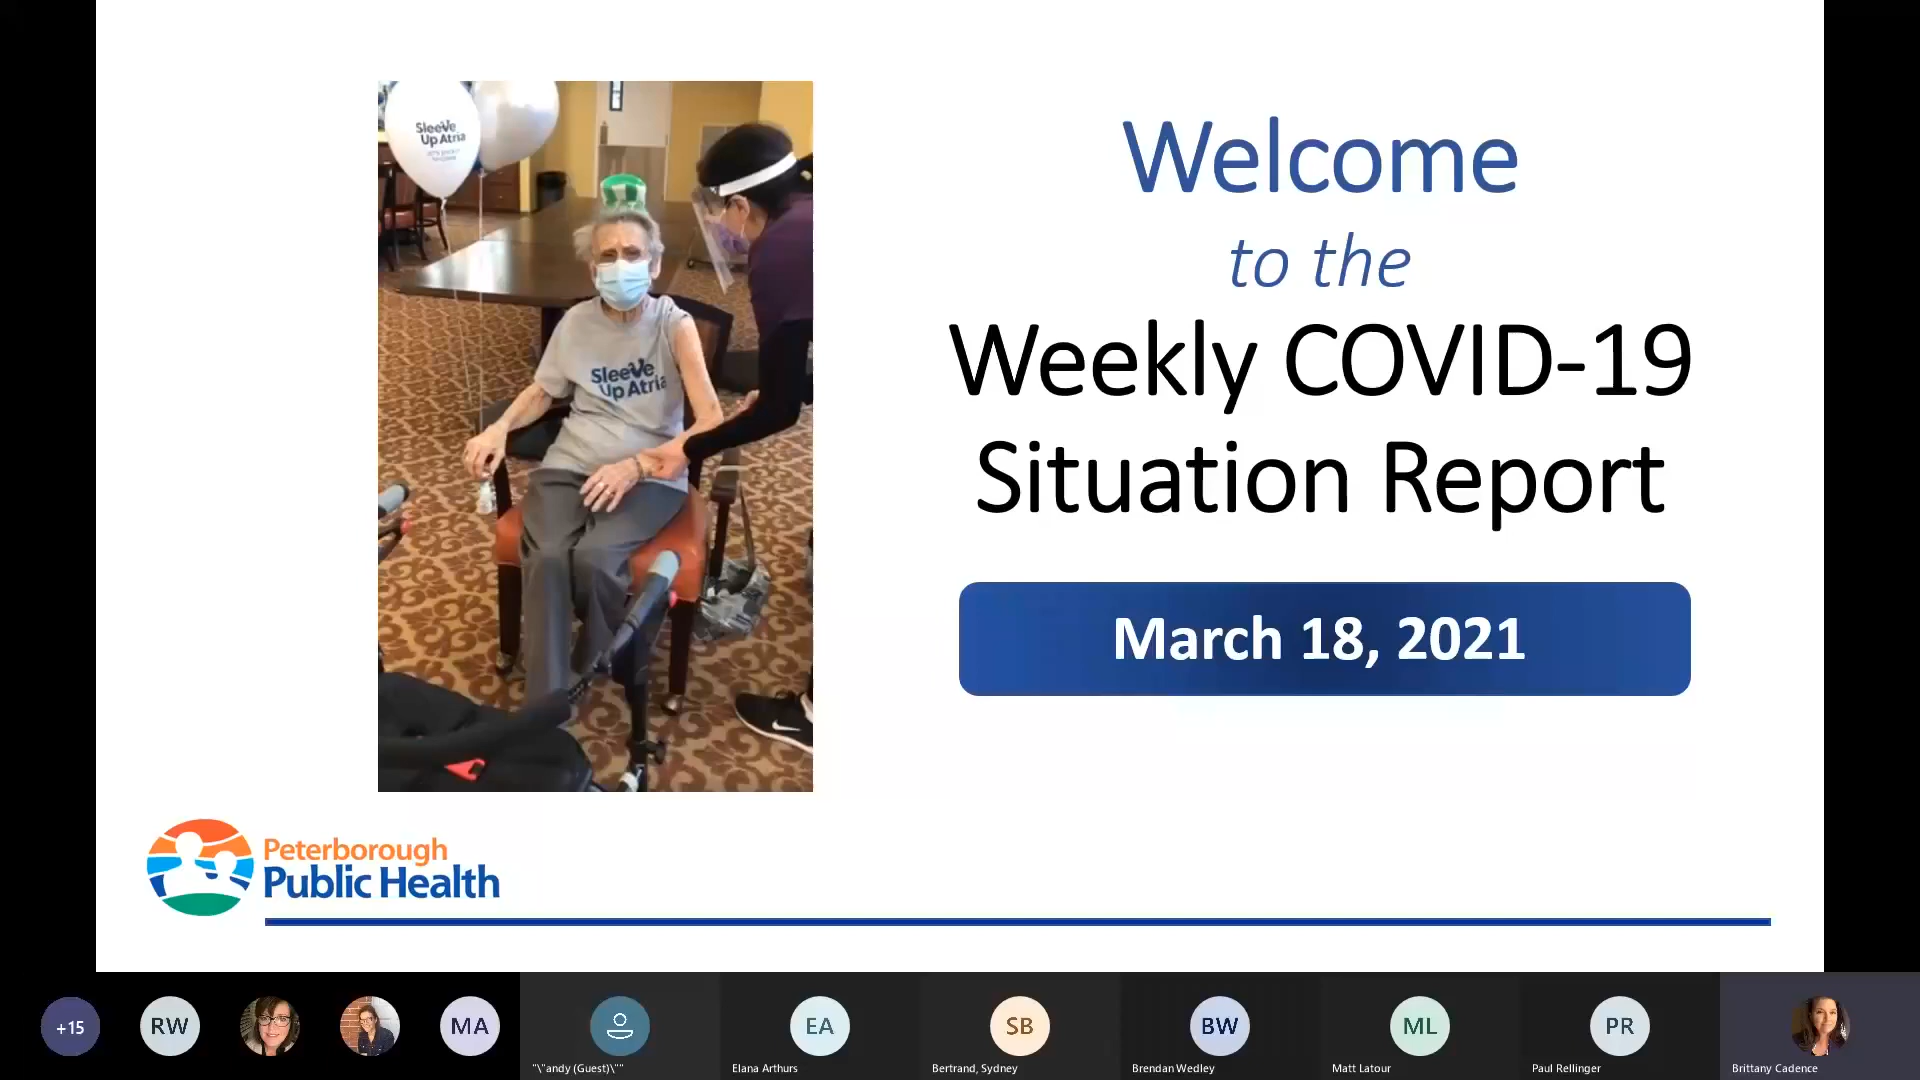 SleeVe
Up Atria
SleeVe
Up Atria
Welcome
to the
Weekly COVID-19
Situation Report
March 18, 2021
Peterborough
Public Health
+15
RW
MA
"\"andy (Guest)\""
EA
Elana Arthurs
SB
Bertrand, Sydney
BW
Brendan Wedley
ML
Matt Latour
PR
Paul Rellinger
Brittany Cadence